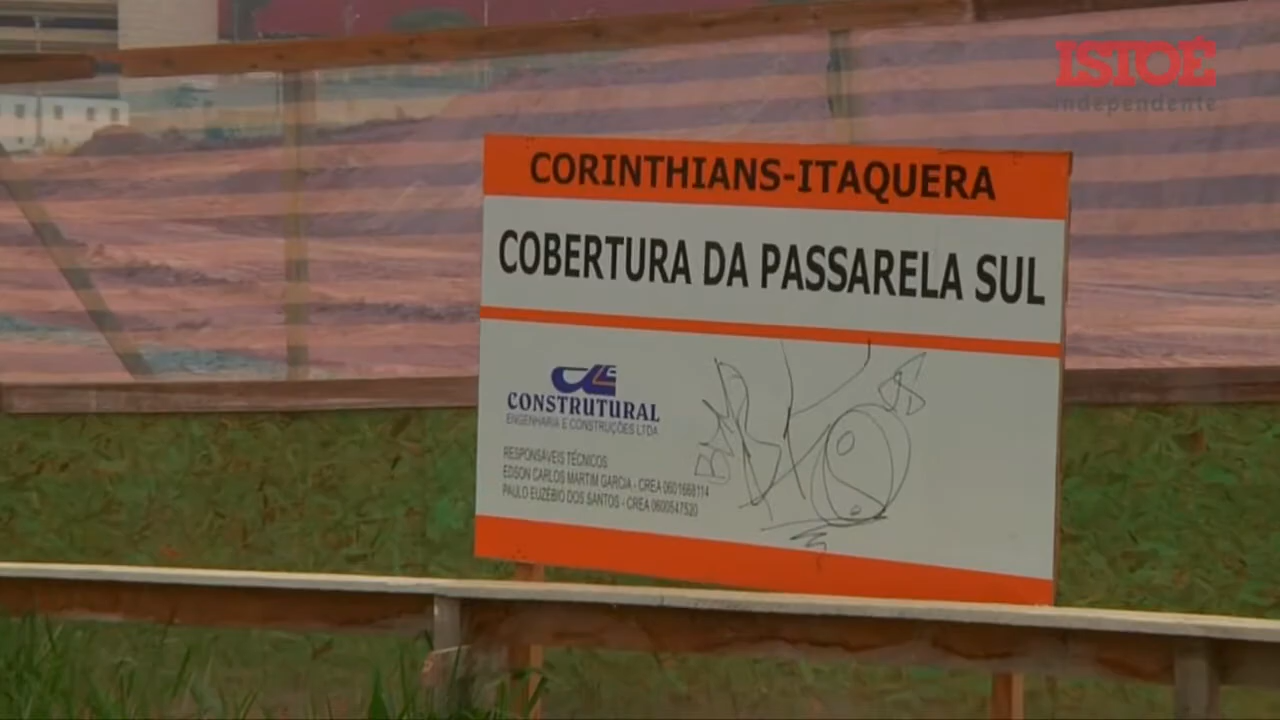 ISTOÉ
independente
CORINTHIANS-ITAQUERA
COBERTURA DA PASSARELA SUL
CONSTRUTURAL
ENGENHARIA E CONSTRUÇÕES LTDA
RESPONSÁVEIS TÉCNICOS
EDSON CARLOS MARTIM GARCIA - CREA 0601668114
PAULO EUZÉBIO DOS SANTOS - CREA 0600547520